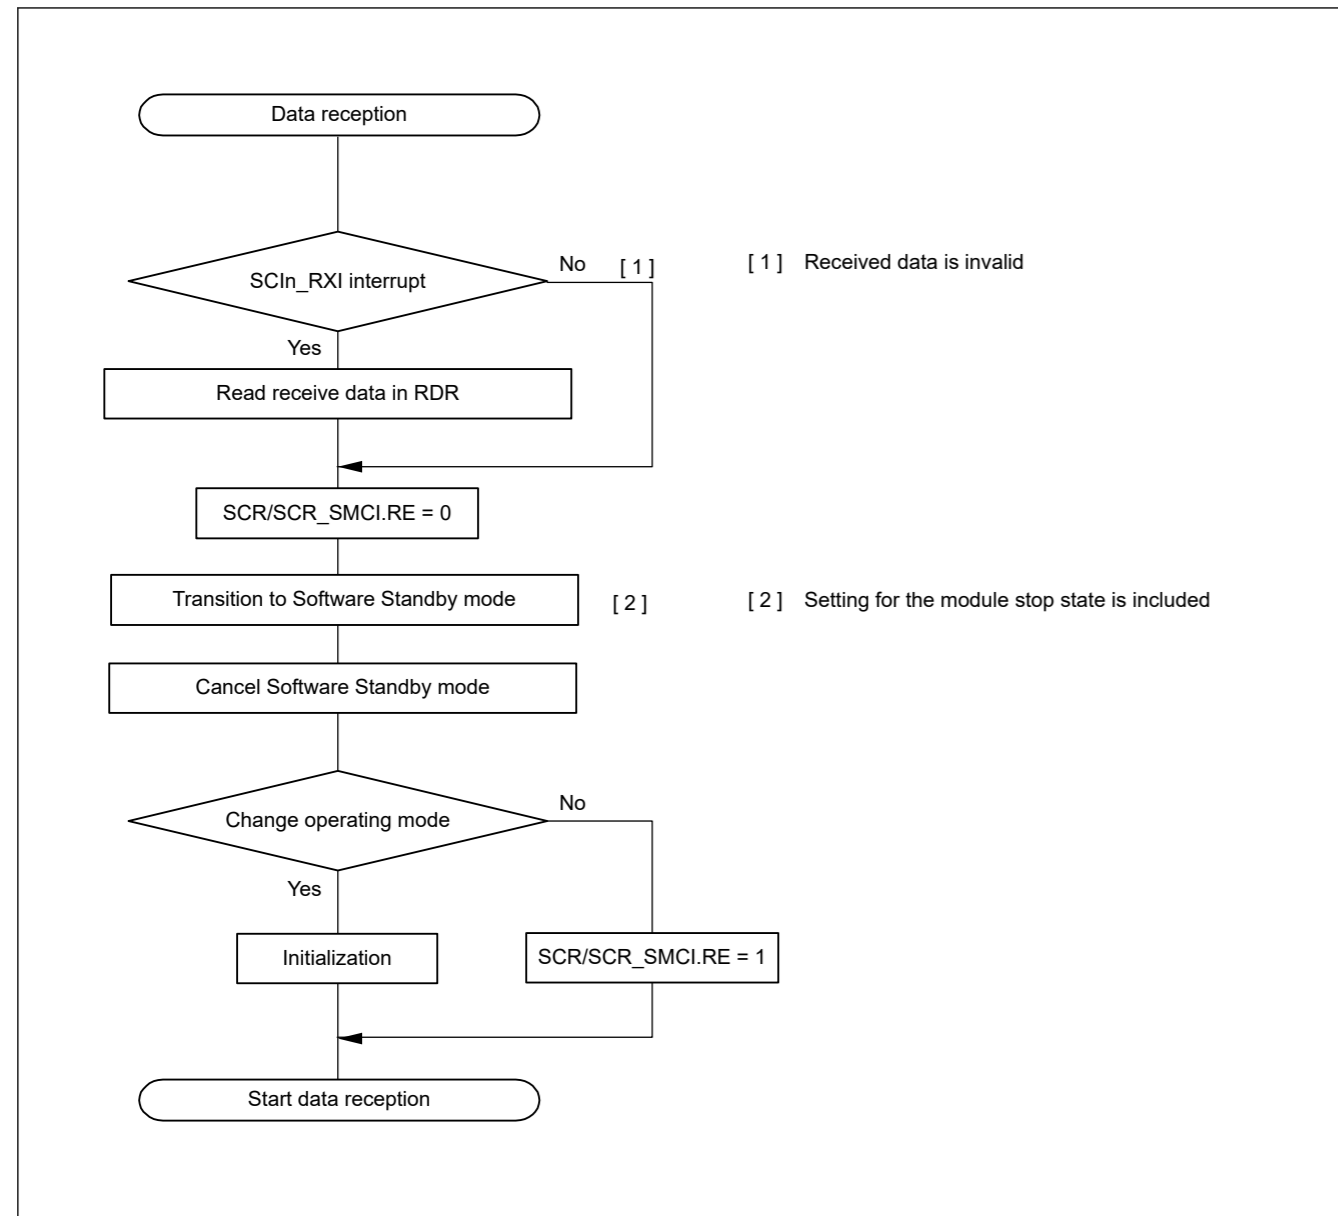 Data reception
SCIn_RXI interrupt
No [ 1 ]
[ 1 ] Received data is invalid
Yes
Read receive data in RDR
SCR/SCR_SMCI.RE = 0
Transition to Software Standby mode
[ 2 ]
[ 2 ] Setting for the module stop state is included
Cancel Software Standby mode
Change operating mode
No
Yes
Initialization
SCR/SCR_SMCI.RE = 1
Start data reception